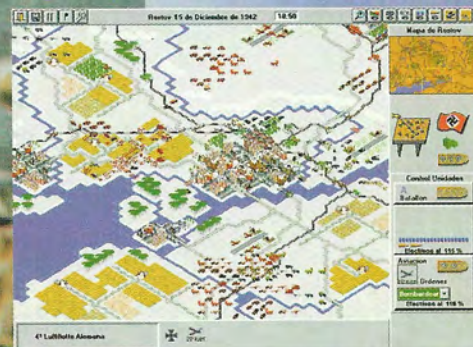 Rostov 15 de Diciembre de 1942
18:50
Mapa de Rostov
Control Unidades
Batallon
Efectivos al 115 %
Aviacion
Ordenes
Bombardear
Efectivos al 118 %
4ª Luftflotte Alemana